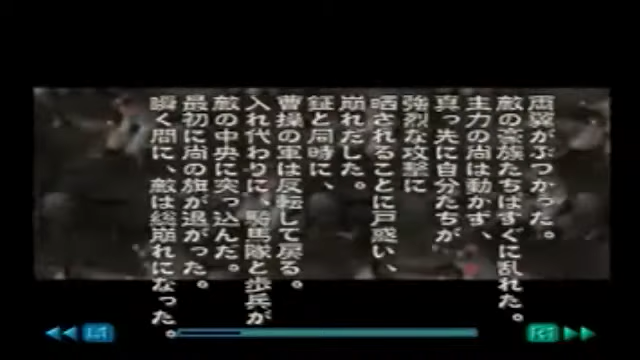 両翼がぶつかった。
敵の豪族たちはすぐに乱れた。
主力の尚は動かず、
真っ先に自分たちが
強烈な攻撃に
晒されることに戸惑い、
崩れだした。
鉦と同時に、
曹操の軍は反転して戻る。
入れ代わりに、騎馬隊と歩兵が
敵の中央に突っ込んだ。
最初に尚の旗が退がった。
瞬く間に、敵は総崩れになった。
L1
R1